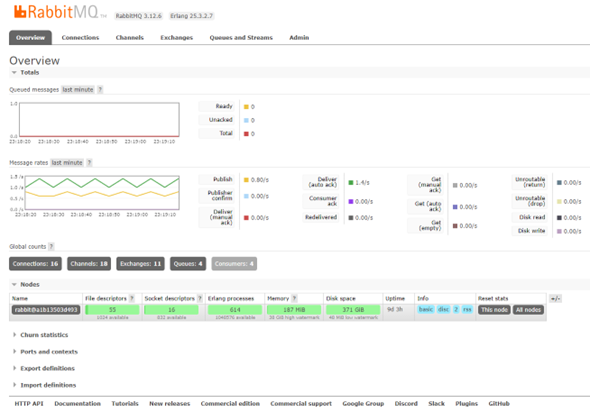 RabbitMQ TM RabbitMQ 3.12.6 Erlang 25.3.2.7
Overview Connections Channels Exchanges Queues and Streams Admin
Overview
Totals
Queued messages last minute ?
1.0
0.0
23:18:20 23:18:30 23:18:40 23:18:50 23:19:00 23:19:10
Ready 0
Unacked 0
Total 0
Message rates last minute ?
1.5 /s
1.0 /s
0.5 /s
0.0 /s
23:18:20 23:18:30 23:18:40 23:18:50 23:19:00 23:19:10
Publish 0.80/s
Publisher confirm 0.00/s
Deliver (manual ack) 0.00/s
Deliver (auto ack) 1.4/s
Consumer ack 0.00/s
Redelivered 0.00/s
Get (manual ack) 0.00/s
Get (auto ack) 0.00/s
Get (empty) 0.00/s
Unroutable (return) 0.00/s
Unroutable (drop) 0.00/s
Disk read 0.00/s
Disk write 0.00/s
Global counts ?
Connections: 16 Channels: 18 Exchanges: 11 Queues: 4 Consumers: 4
Nodes
Name File descriptors ? Socket descriptors ? Erlang processes Memory ? Disk space Uptime Info Reset stats +/-
rabbit@a1b13503d493 55 16 614 187 MiB 371 GiB 9d 3h basic disc 2 rss This node All nodes
1024 available 832 available 1048576 available high watermark 48 MiB low watermark
Churn statistics
Ports and contexts
Export definitions
Import definitions
HTTP API Documentation Tutorials New releases Commercial edition Commercial support Google Group Discord Slack Plugins GitHub